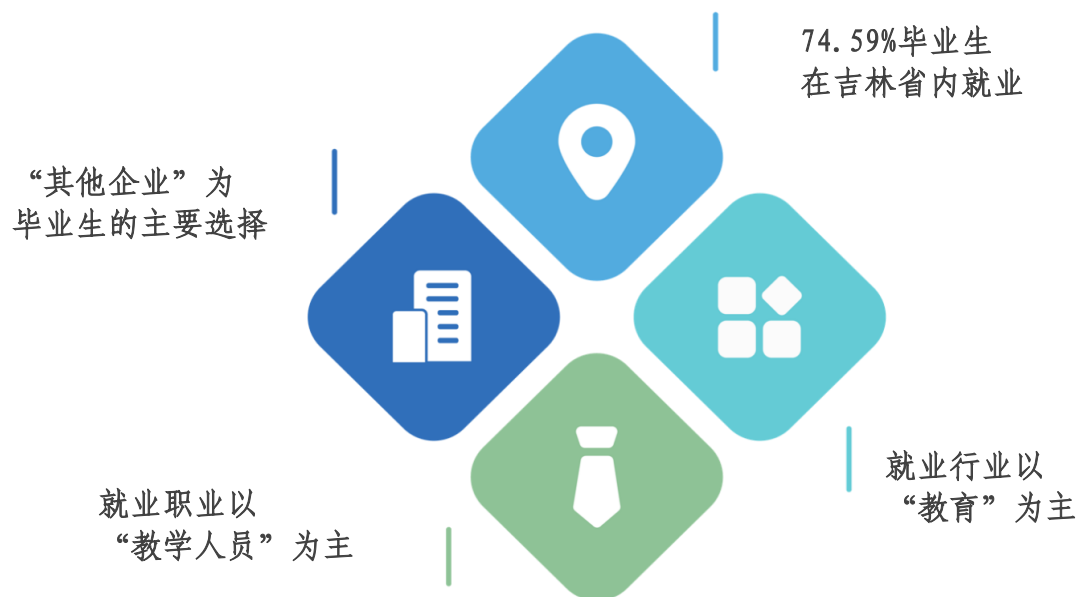 74.59%毕业生
在吉林省内就业
“其他企业”为
毕业生的主要选择
就业行业以
“教育”为主
就业职业以
“教学人员”为主